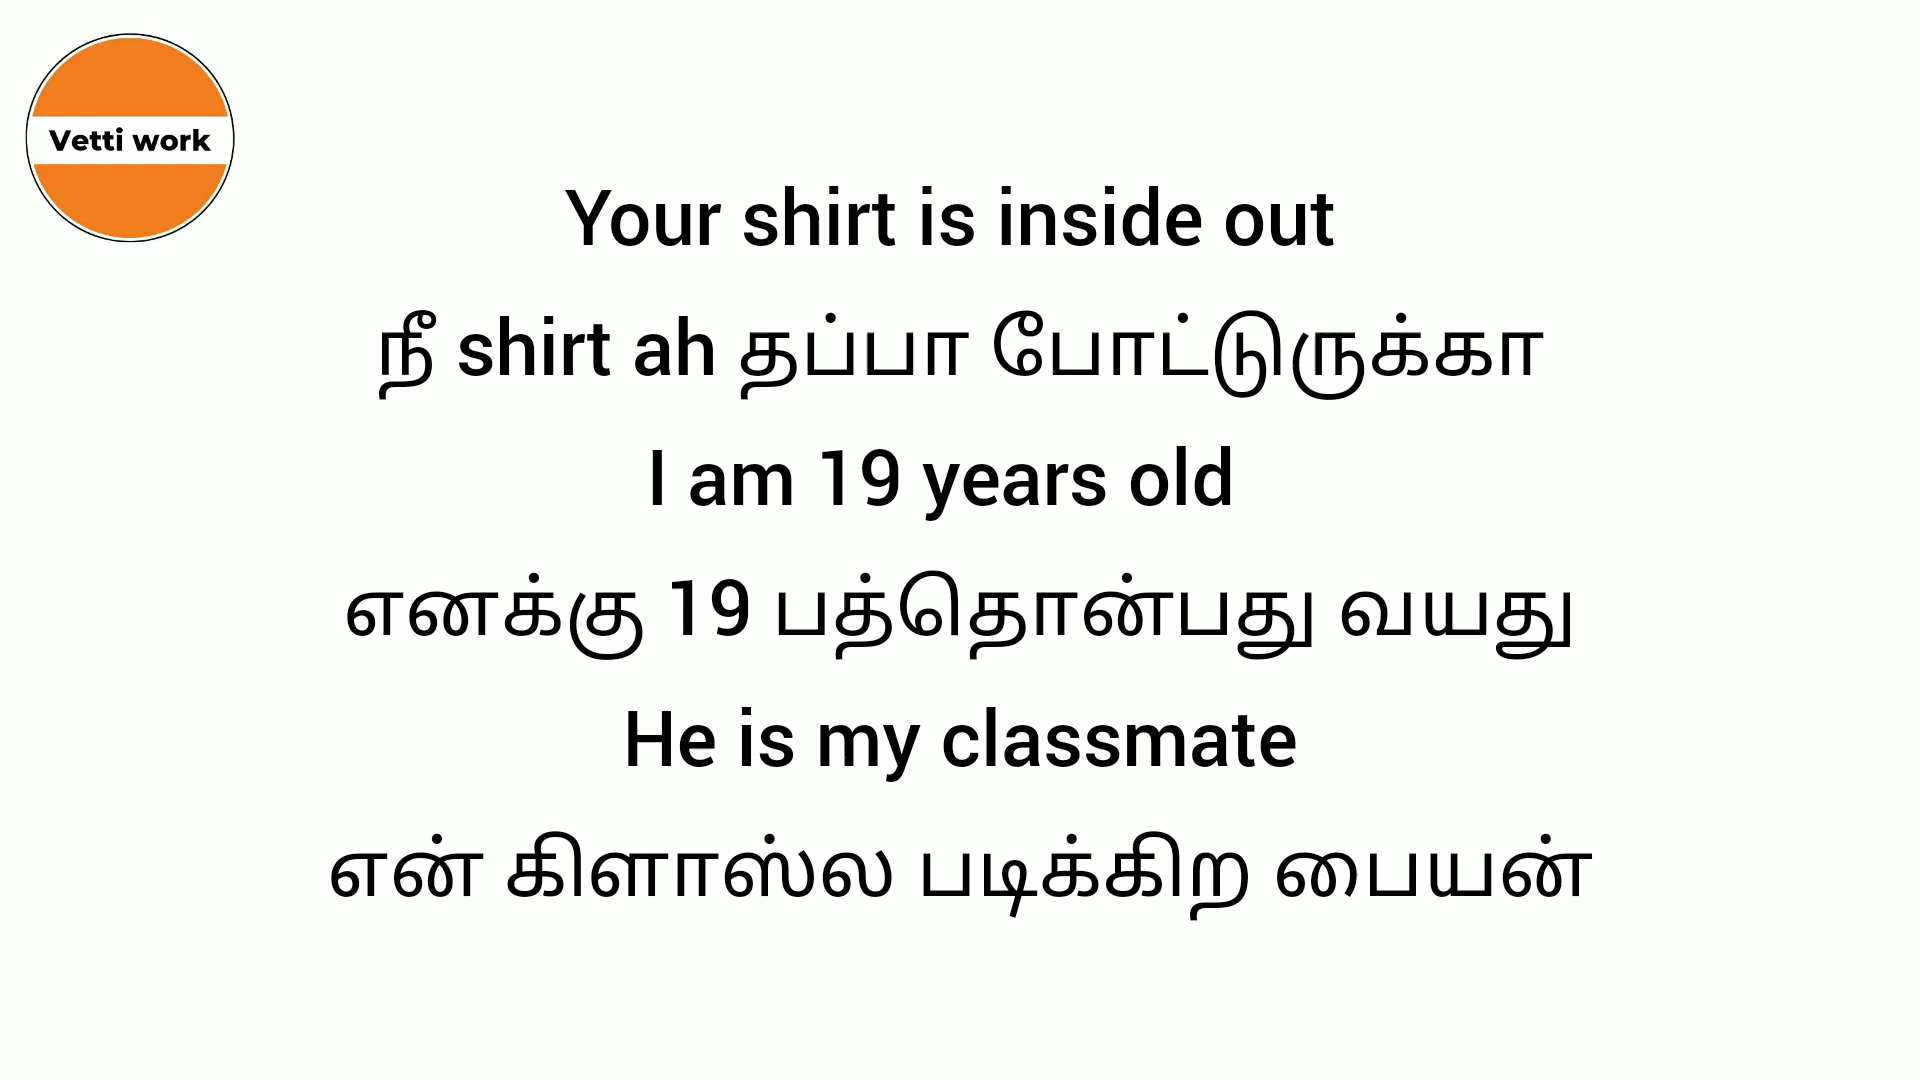 Vetti work
Your shirt is inside out
நீ shirt ah தப்பா போட்டுருக்கா
I am 19 years old
எனக்கு 19 பத்தொன்பது வயது
He is my classmate
என் கிளாஸ்ல படிக்கிற பையன்